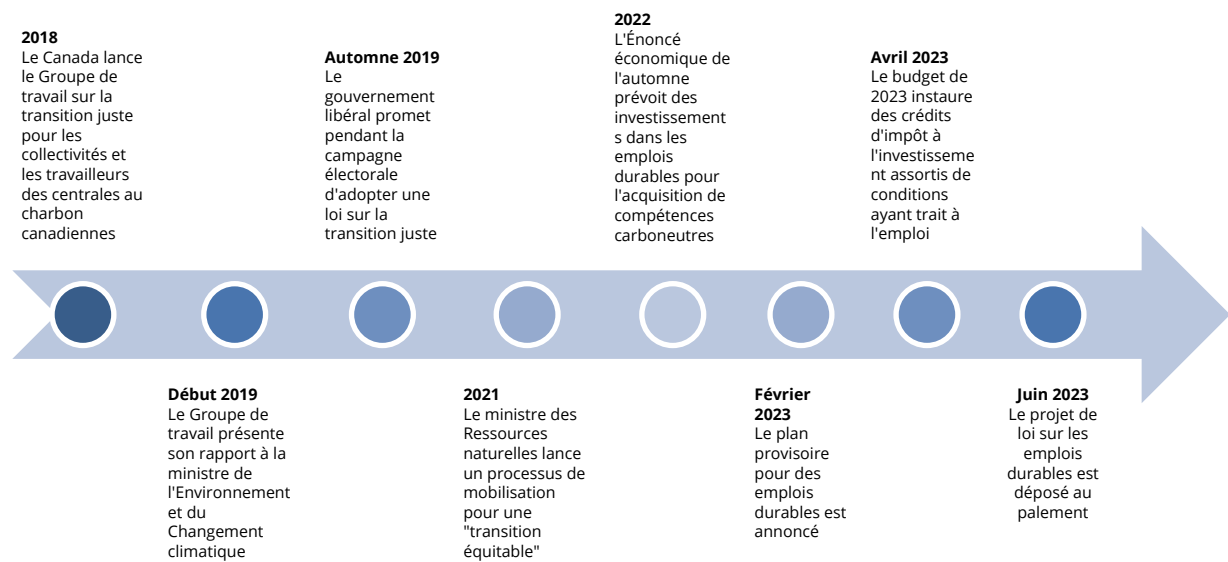 2018
Le Canada lance
le Groupe de
travail sur la
transition juste
pour les
collectivités et
les travailleurs
des centrales au
charbon
canadiennes
Début 2019
Le Groupe de
travail présente
son rapport à la
ministre de
l'Environnement
et du
Changement
climatique
Automne 2019
Le
gouvernement
libéral promet
pendant la
campagne
électorale
d'adopter une
loi sur la
transition juste
2021
Le ministre des
Ressources
naturelles lance
un processus de
mobilisation
pour une
"transition
équitable"
2022
L'Énoncé
économique de
l'automne
prévoit des
investissement
s dans les
emplois
durables pour
l'acquisition de
compétences
carboneutres
Février
2023
Le plan
provisoire
pour des
emplois
durables est
annoncé
Avril 2023
Le budget de
2023 instaure
des crédits
d'impôt à
l'investisseme
nt assortis de
conditions
ayant trait à
l'emploi
Juin 2023
Le projet de
loi sur les
emplois
durables est
déposé au
palement